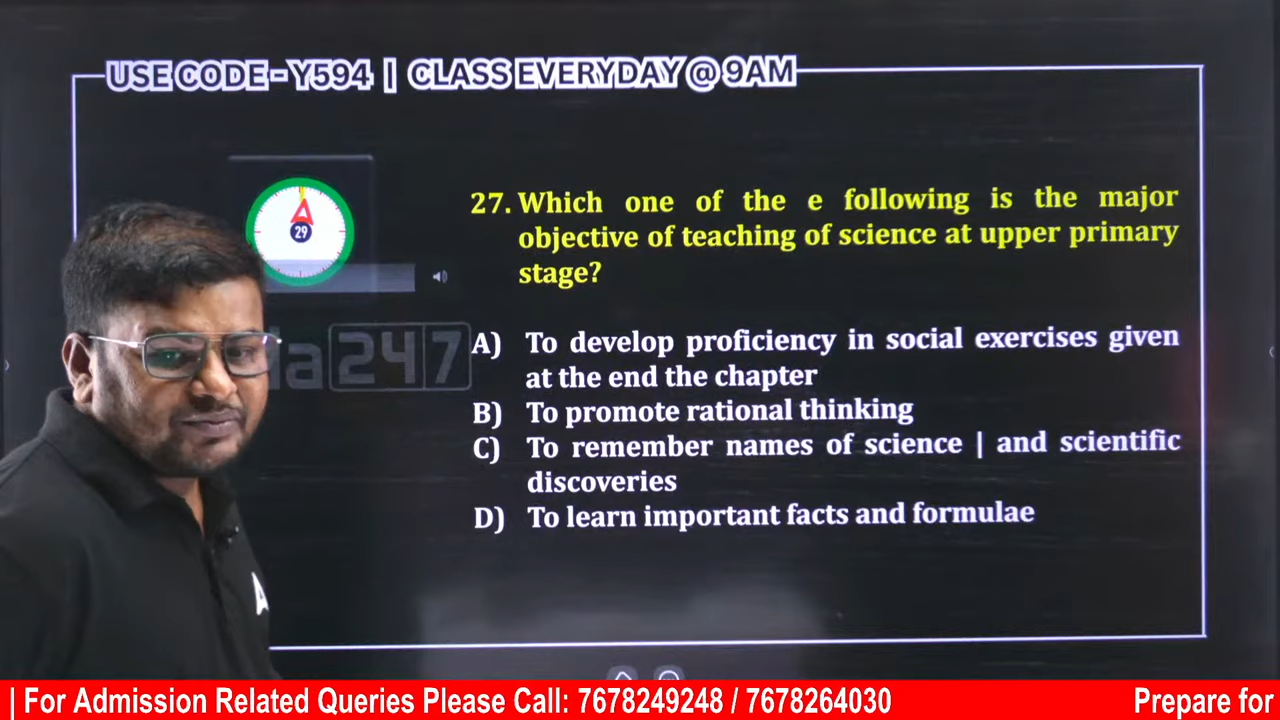 USE CODE - Y594 | CLASS EVERYDAY @ 9AM
29
27. Which one of the e following is the major
objective of teaching of science at upper primary
stage?
a247
A) To develop proficiency in social exercises given
at the end the chapter
B) To promote rational thinking
C) To remember names of science | and scientific
discoveries
D) To learn important facts and formulae
| For Admission Related Queries Please Call: 7678249248 / 7678264030
Prepare for